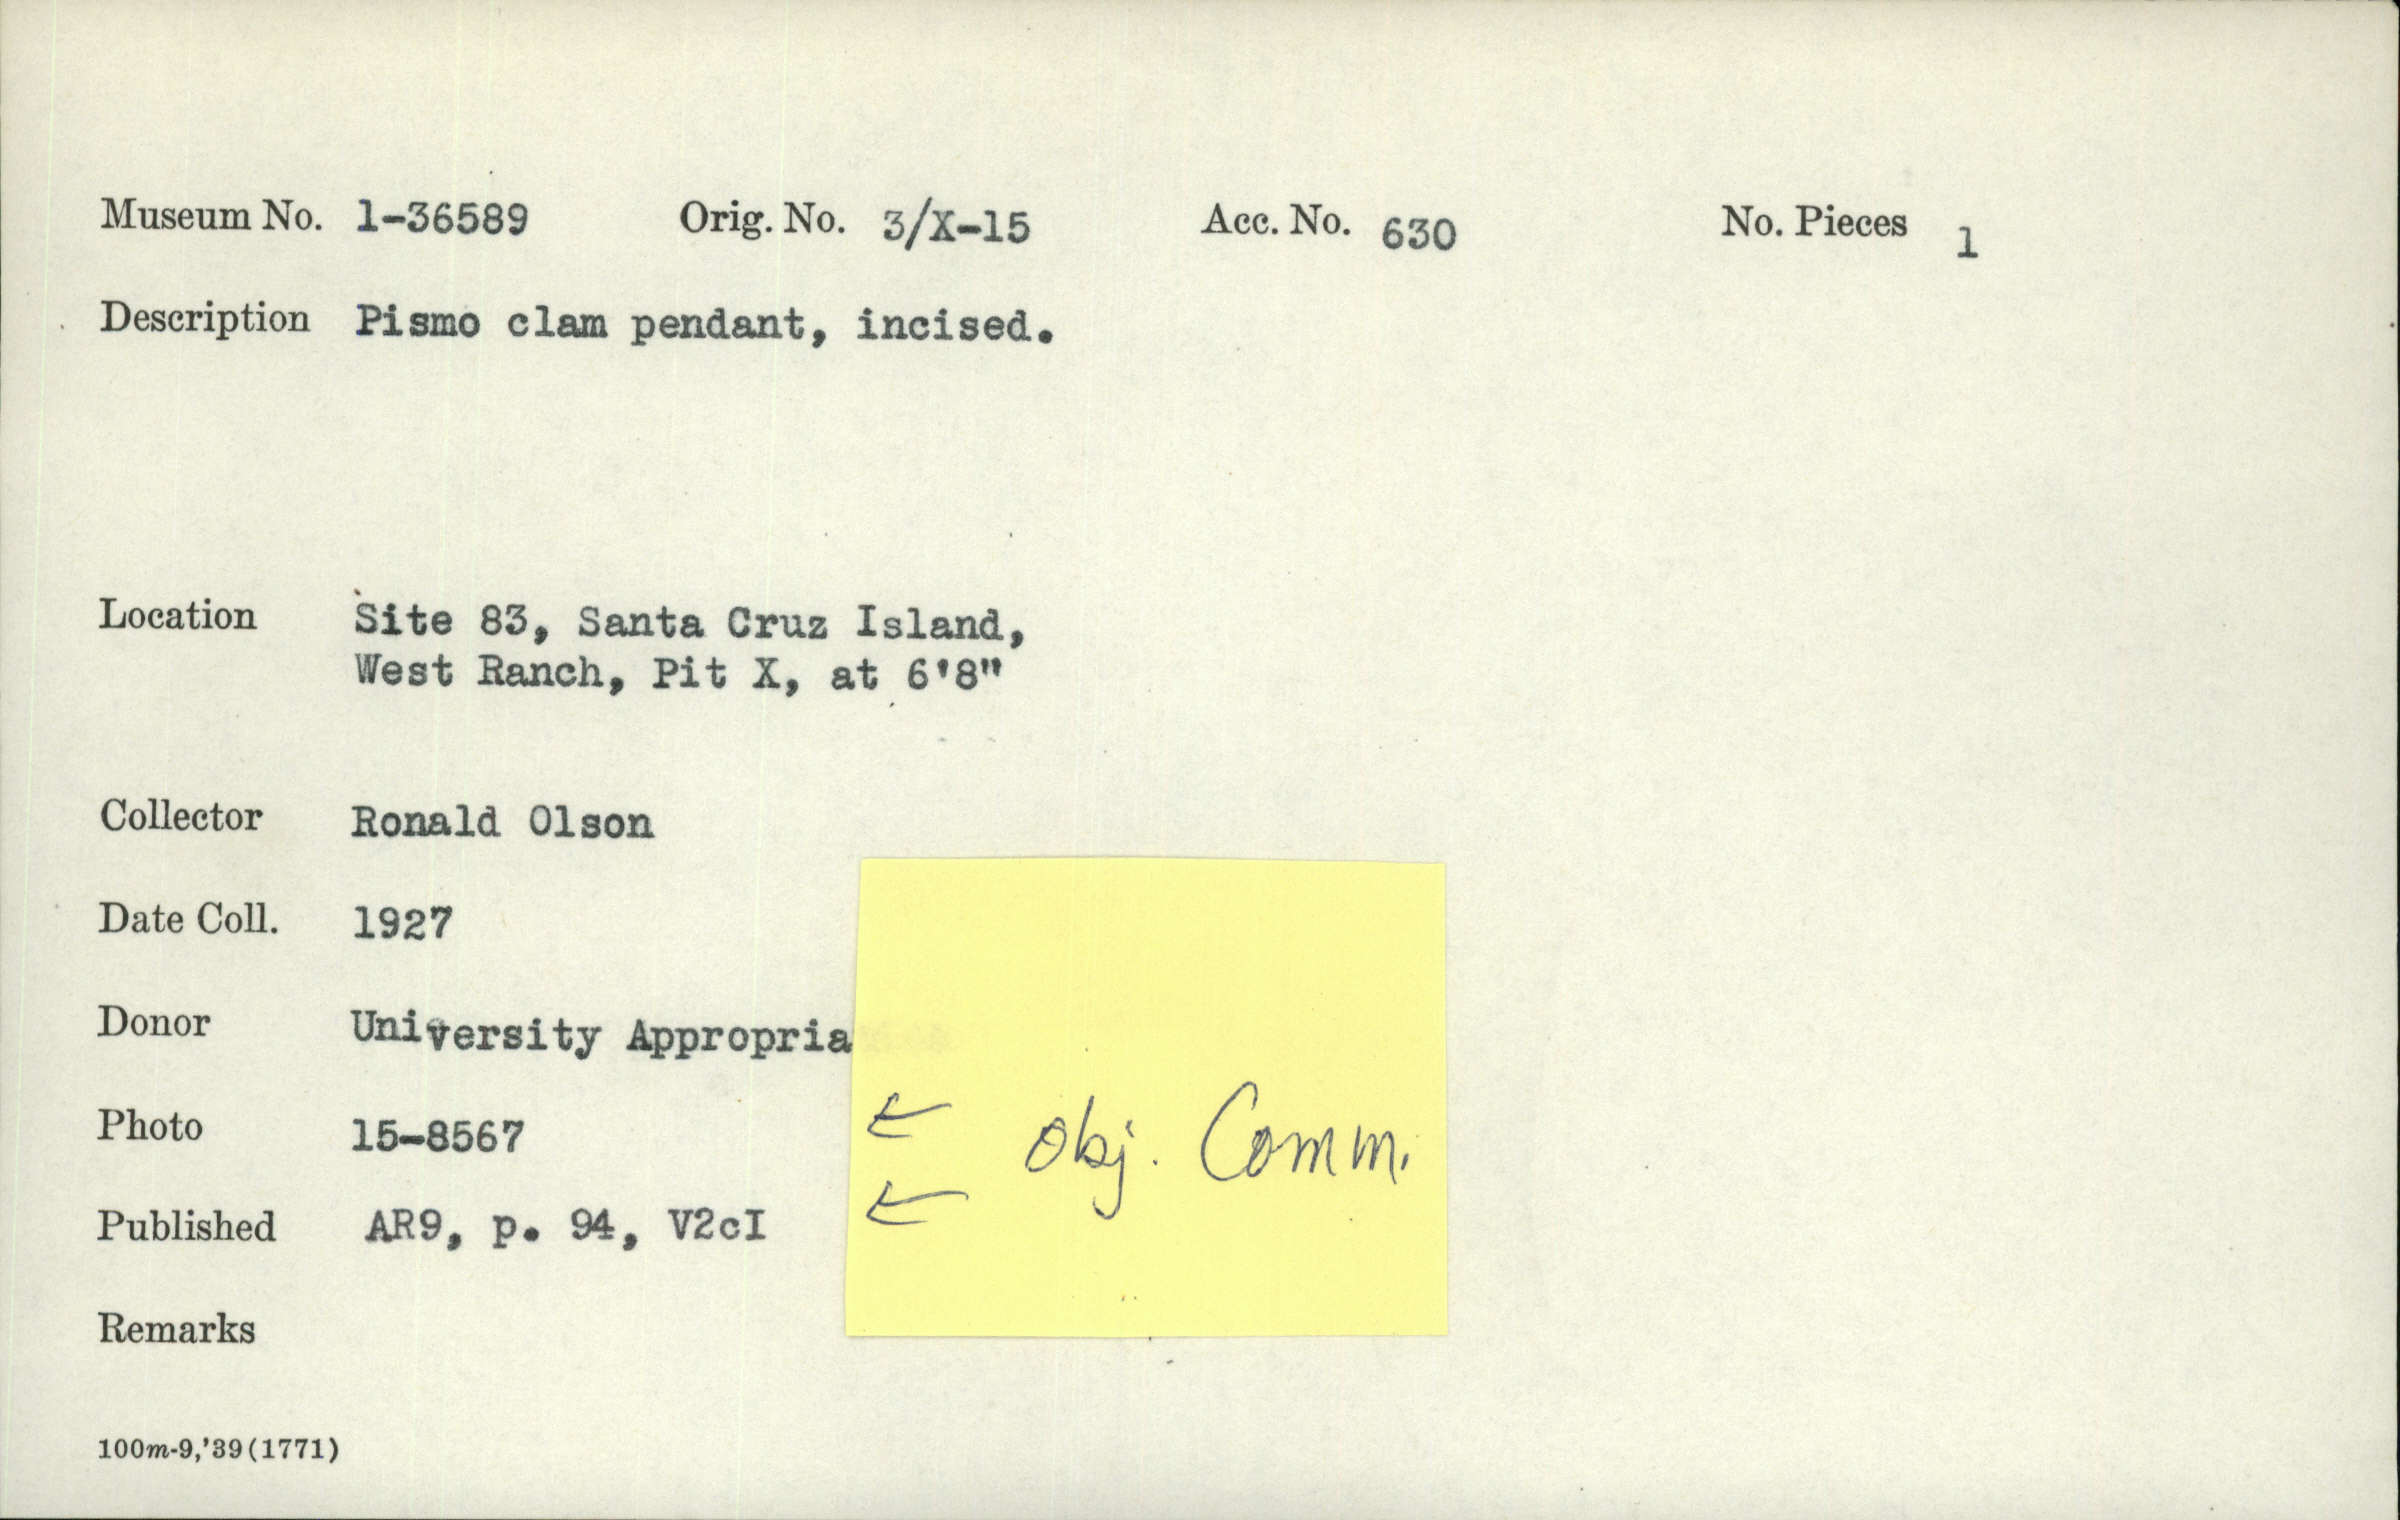 Museum No. 1-36589 Orig. No. 3/X-15 Acc. No. 630 No. Pieces 1
Description Pismo clam pendant, incised.
Location Site 83, Santa Cruz Island,
West Ranch, Pit X, at 6'8"
Collector Ronald Olson
Date Coll. 1927
Donor University Appropria
Photo 15-8567
← obj. Comm.
Published AR9, p. 94, V2cI
←
Remarks
100m-9,'39(1771)